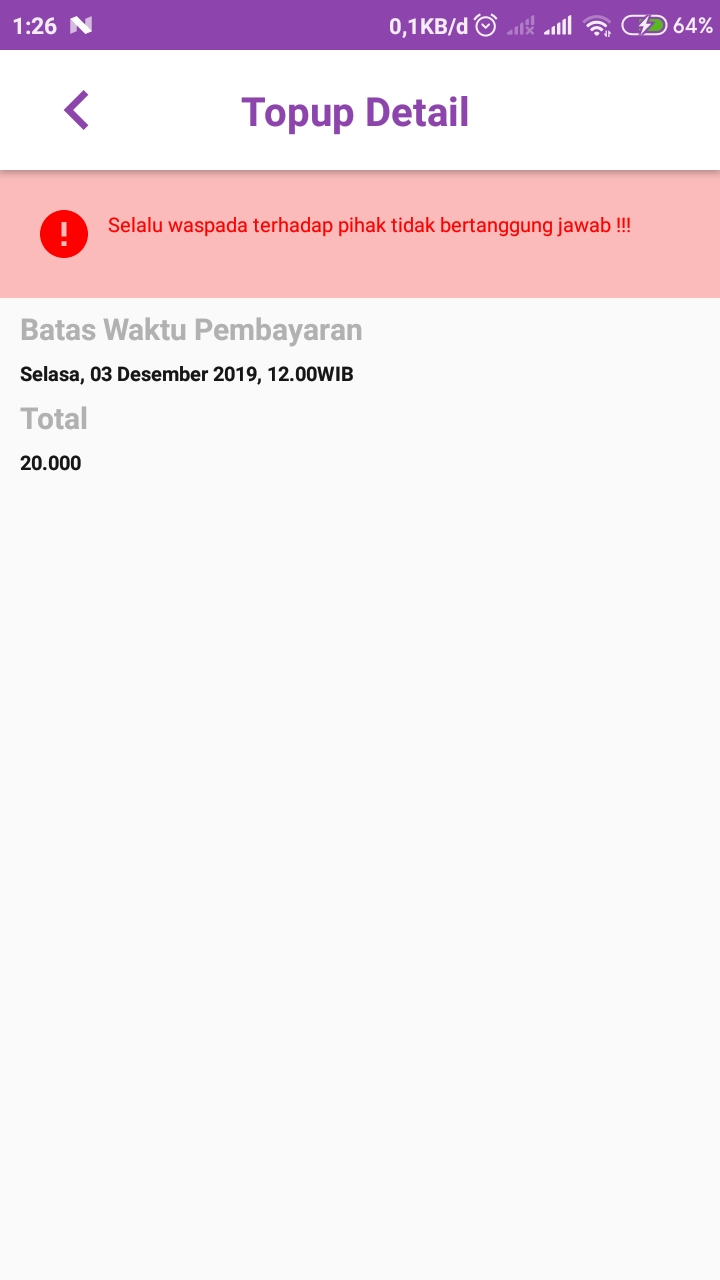 1:26 0,1KB/d 64%
Topup Detail
Selalu waspada terhadap pihak tidak bertanggung jawab !!!
Batas Waktu Pembayaran
Selasa, 03 Desember 2019, 12.00WIB
Total
20.000